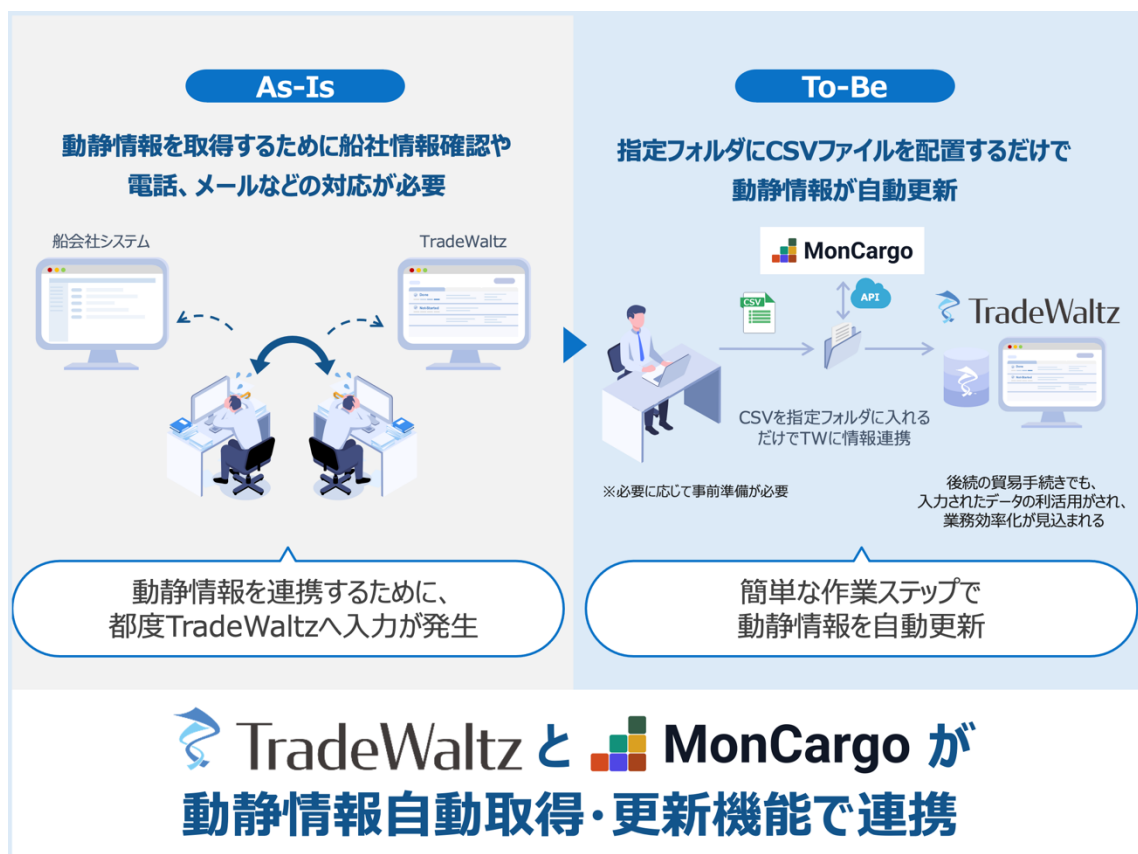 As-Is
動静情報を取得するために船社情報確認や
電話、メールなどの対応が必要
船会社システム
TradeWaltz
動静情報を連携するために、
都度TradeWaltzへ入力が発生
To-Be
指定フォルダにCSVファイルを配置するだけで
動静情報が自動更新
MonCargo
CSV
API
TradeWaltz
CSVを指定フォルダに入れる
だけでTWに情報連携
※必要に応じて事前準備が必要
後続の貿易手続きでも、
入力されたデータの利活用がされ、
業務効率化が見込まれる
簡単な作業ステップで
動静情報を自動更新
TradeWaltz と MonCargo が
動静情報自動取得・更新機能で連携